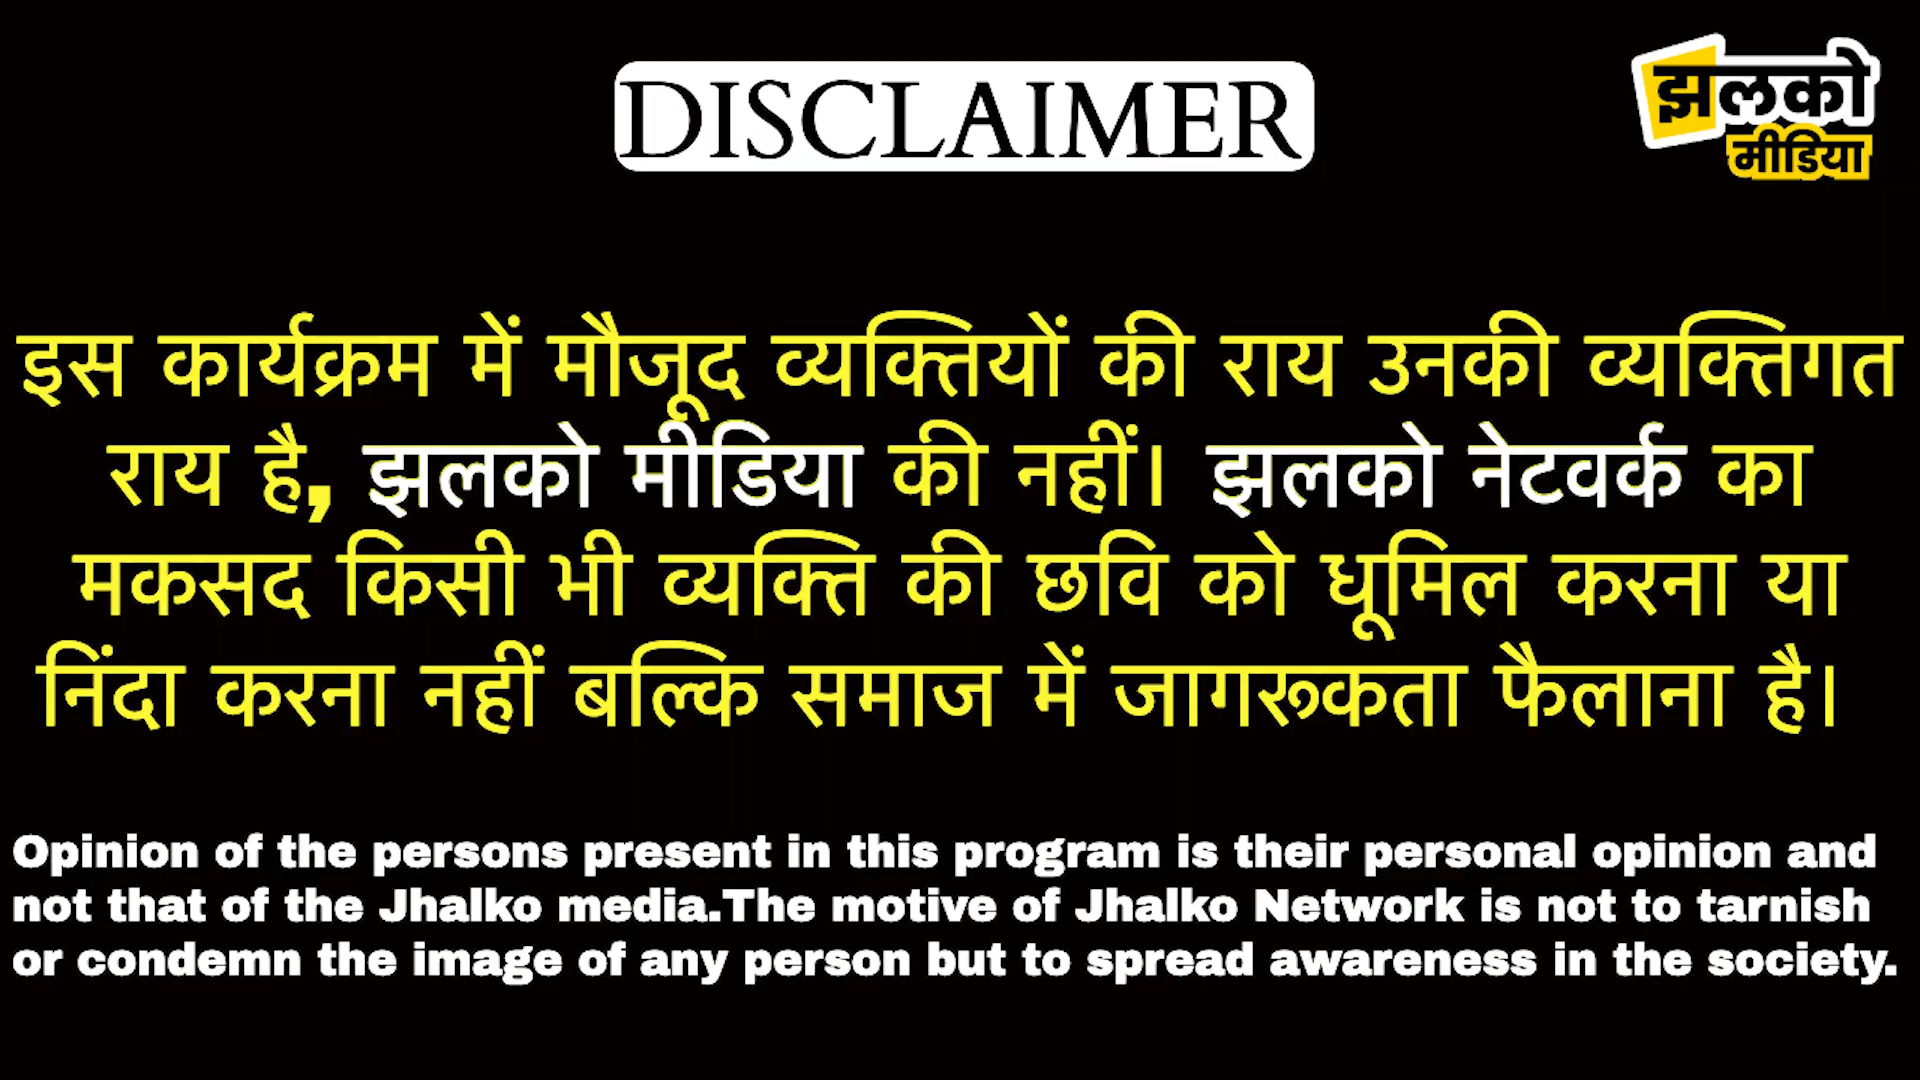 DISCLAIMER
झलको
मीडिया
इस कार्यक्रम में मौजूद व्यक्तियों की राय उनकी व्यक्तिगत
राय है, झलको मीडिया की नहीं। झलको नेटवर्क का
मकसद किसी भी व्यक्ति की छवि को धूमिल करना या
निंदा करना नहीं बल्कि समाज में जागरूकता फैलाना है।
Opinion of the persons present in this program is their personal opinion and
not that of the Jhalko media.The motive of Jhalko Network is not to tarnish
or condemn the image of any person but to spread awareness in the society.